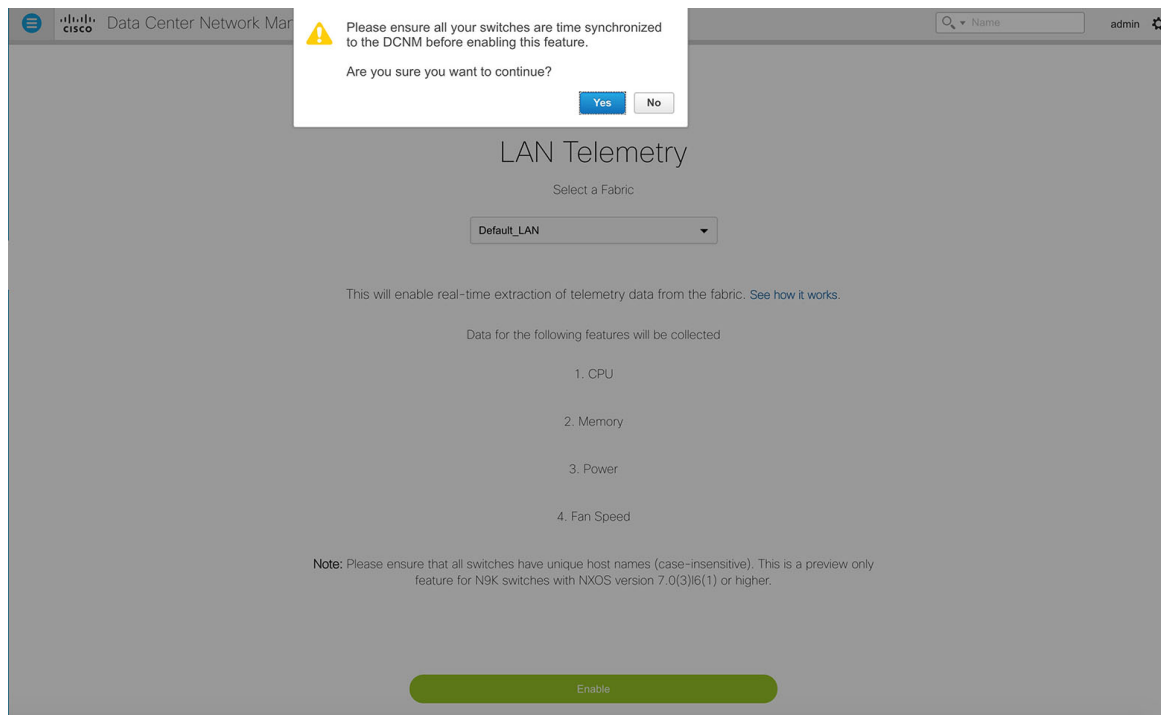 cisco
Data Center Network Mar
Name
admin
Please ensure all your switches are time synchronized
to the DCNM before enabling this feature.
Are you sure you want to continue?
Yes
No
LAN Telemetry
Select a Fabric
Default_LAN
This will enable real-time extraction of telemetry data from the fabric. See how it works.
Data for the following features will be collected
1. CPU
2. Memory
3. Power
4. Fan Speed
Note: Please ensure that all switches have unique host names (case-insensitive). This is a preview only
feature for N9K switches with NXOS version 7.0(3)I6(1) or higher.
Enable